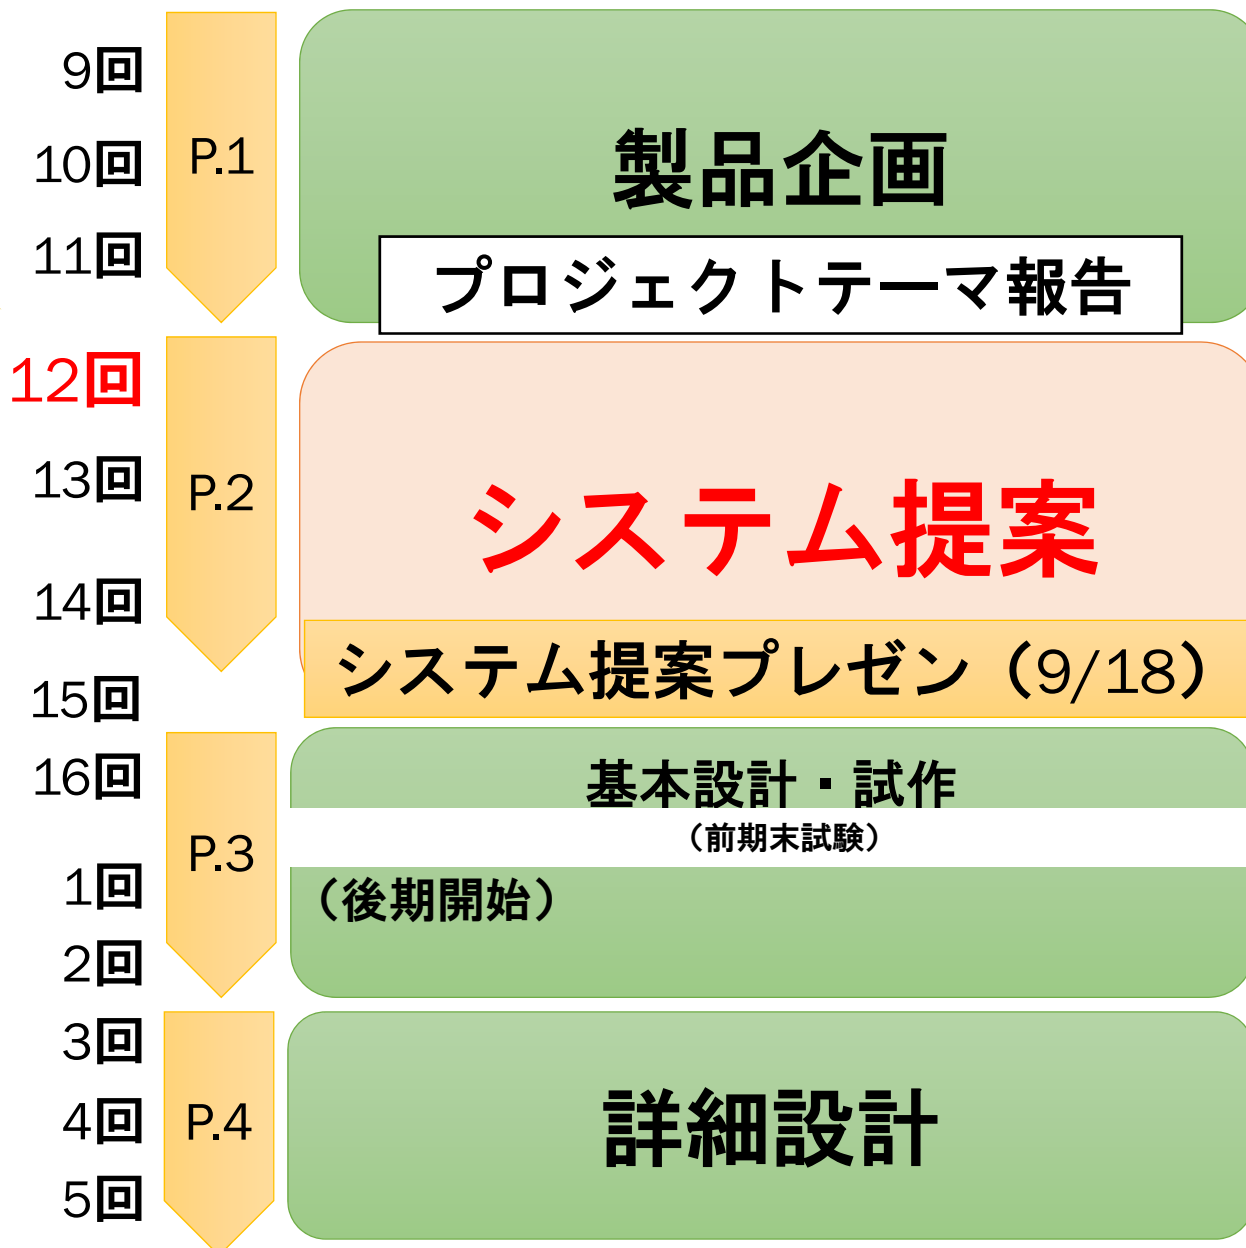 9回
10回
P.1
製品企画
11回
プロジェクトテーマ報告
12回
13回
P.2
システム提案
14回
システム提案プレゼン（9/18）
15回
16回
基本設計・試作
（前期末試験）
P.3
1回
（後期開始）
2回
3回
4回
P.4
詳細設計
5回